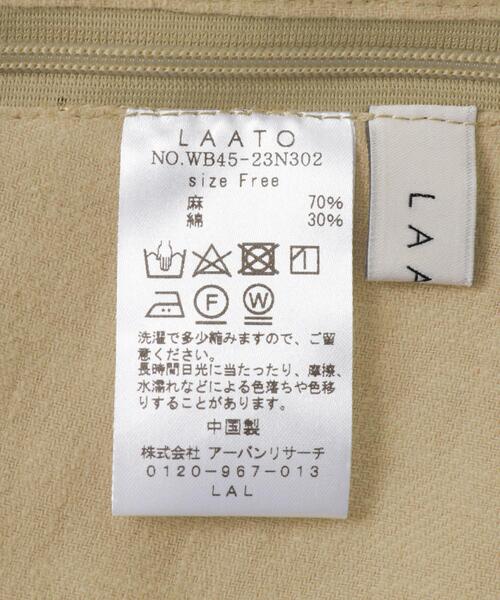 LAATO
NO.WB45-23N302
size Free
麻 70%
綿 30%
F W
洗濯で多少縮みますので、ご留
意ください。
長時間日光に当たったり、摩擦、
水濡れなどによる色落ちや色移
りすることがあります。
中国製
株式会社 アーバンリサーチ
0120-967-013
LAL
LAA